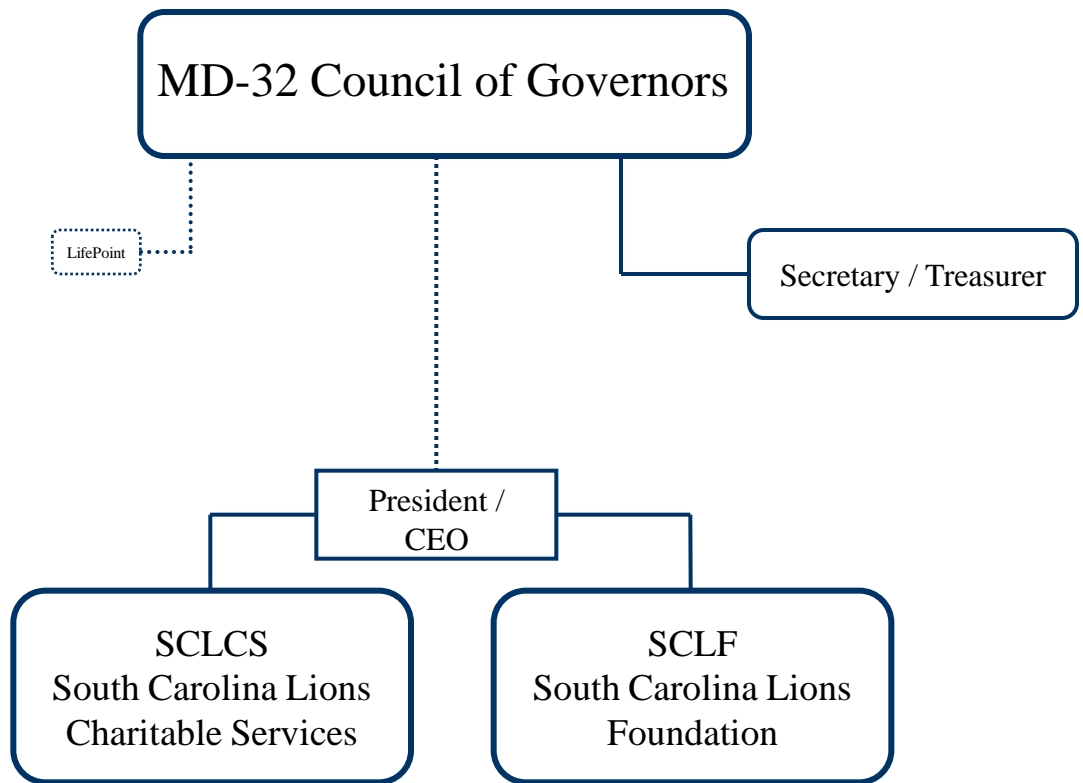 MD-32 Council of Governors
LifePoint
Secretary / Treasurer
President /
CEO
SCLCS
South Carolina Lions
Charitable Services
SCLF
South Carolina Lions
Foundation